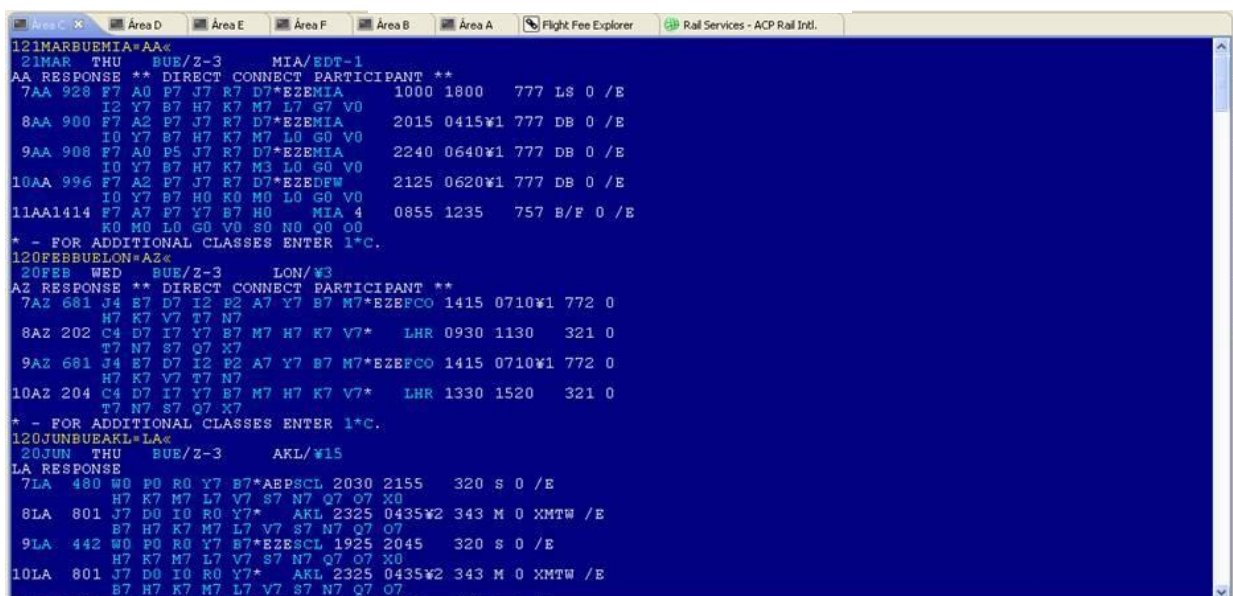 Área C Área D Área E Área F Área B Área A Flight Fee Explorer Rail Services - ACP Rail Intl.
121MARBUEMIA¤AA«
21MAR THU BUE/Z-3 MIA/EDT-1
AA RESPONSE ** DIRECT CONNECT PARTICIPANT **
7AA 928 F7 A0 P7 J7 R7 D7*EZEMIA 1000 1800 777 LS 0 /E
I2 Y7 B7 H7 K7 M7 L7 G7 V0
8AA 900 F7 A2 P7 J7 R7 D7*EZEMIA 2015 0415¥1 777 DB 0 /E
I0 Y7 B7 H7 K7 M7 L0 G0 V0
9AA 908 F7 A0 P5 J7 R7 D7*EZEMIA 2240 0640¥1 777 DB 0 /E
I0 Y7 B7 H7 K7 M3 L0 G0 V0
10AA 996 F7 A2 P7 J7 R7 D7*EZEDFW 2125 0620¥1 777 DB 0 /E
I0 Y7 B7 H0 K0 M0 L0 G0 V0
11AA1414 F7 A7 P7 Y7 B7 H0 MIA 4 0855 1235 757 B/F 0 /E
K0 M0 L0 G0 V0 S0 N0 Q0 O0
* - FOR ADDITIONAL CLASSES ENTER 1*C.
120FEBBUELON¤AZ«
20FEB WED BUE/Z-3 LON/¥3
AZ RESPONSE ** DIRECT CONNECT PARTICIPANT **
7AZ 681 J4 E7 D7 I2 P2 A7 Y7 B7 M7*EZEFCO 1415 0710¥1 772 0
H7 K7 V7 T7 N7
8AZ 202 C4 D7 I7 Y7 B7 M7 H7 K7 V7* LHR 0930 1130 321 0
T7 N7 S7 Q7 X7
9AZ 681 J4 E7 D7 I2 P2 A7 Y7 B7 M7*EZEFCO 1415 0710¥1 772 0
H7 K7 V7 T7 N7
10AZ 204 C4 D7 I7 Y7 B7 M7 H7 K7 V7* LHR 1330 1520 321 0
T7 N7 S7 Q7 X7
* - FOR ADDITIONAL CLASSES ENTER 1*C.
120JUNBUEAKL¤LA«
20JUN THU BUE/Z-3 AKL/¥15
LA RESPONSE
7LA 480 W0 P0 R0 Y7 B7*AEPSCL 2030 2155 320 S 0 /E
H7 K7 M7 L7 V7 S7 N7 Q7 O7 X0
8LA 801 J7 D0 I0 R0 Y7* AKL 2325 0435¥2 343 M 0 XMTW /E
B7 H7 K7 M7 L7 V7 S7 N7 Q7 O7
9LA 442 W0 P0 R0 Y7 B7*EZESCL 1925 2045 320 S 0 /E
H7 K7 M7 L7 V7 S7 N7 Q7 O7 X0
10LA 801 J7 D0 I0 R0 Y7* AKL 2325 0435¥2 343 M 0 XMTW /E
B7 H7 K7 M7 L7 V7 S7 N7 Q7 O7